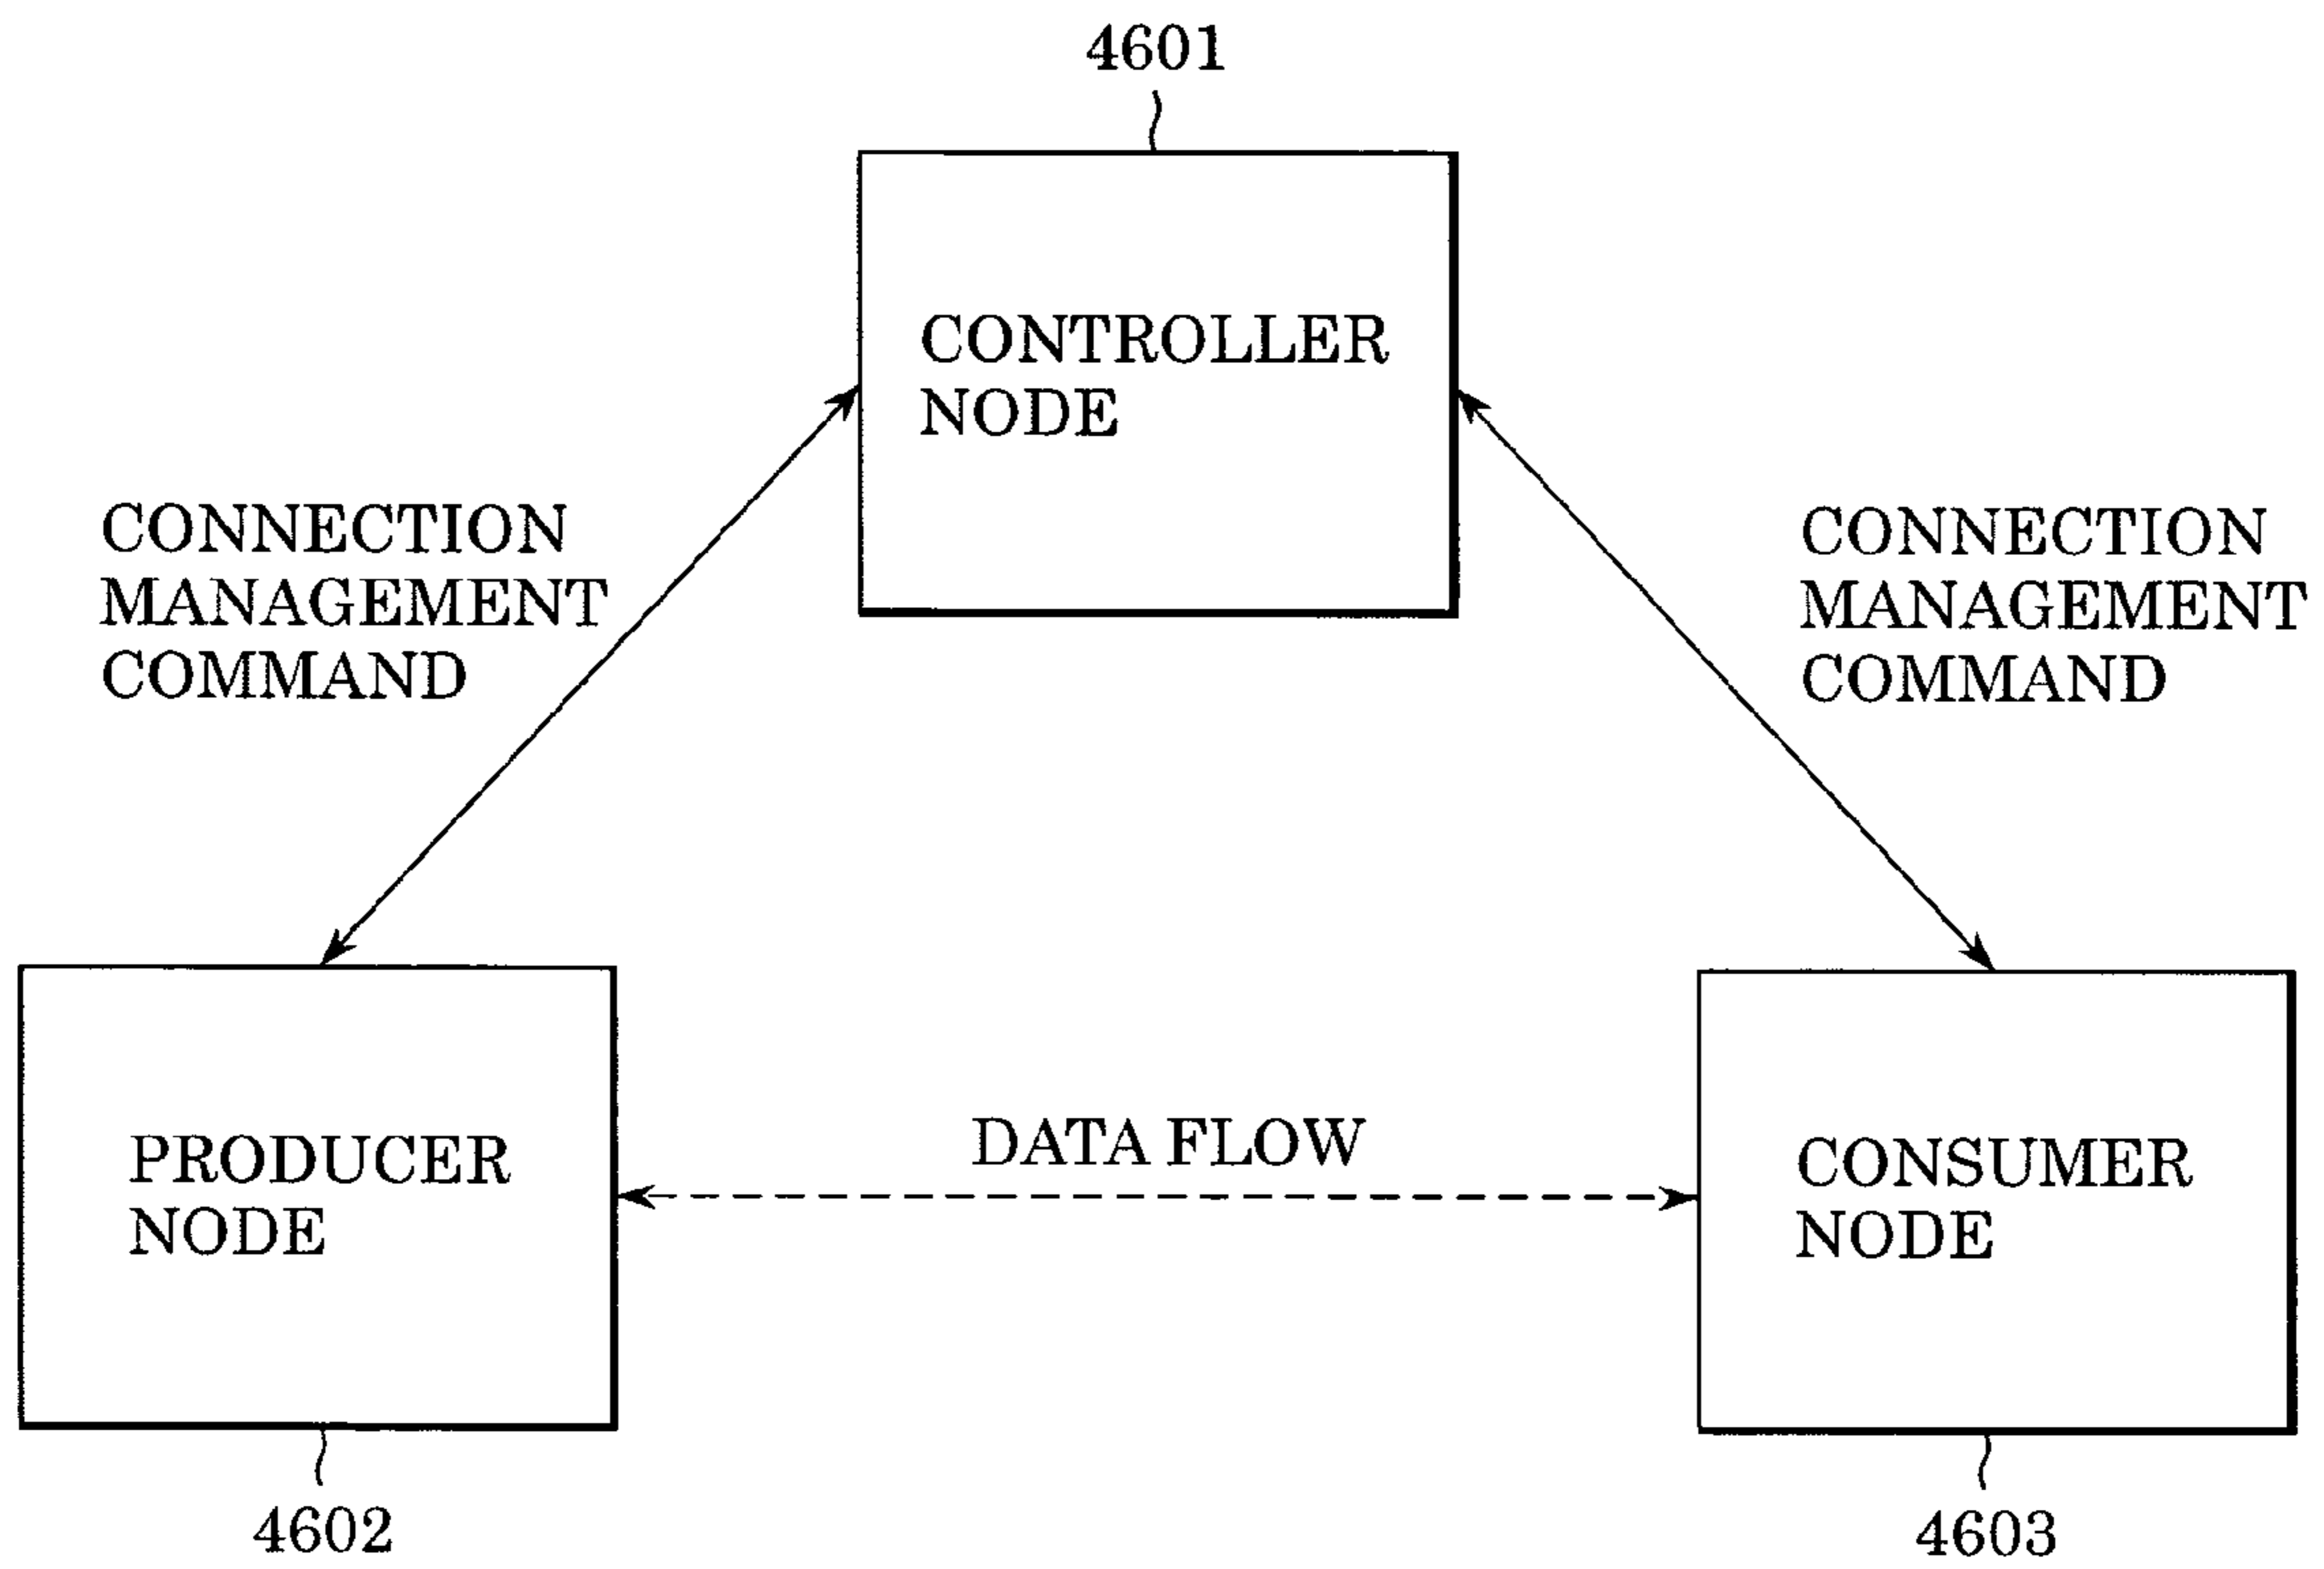 4601
CONTROLLER
NODE
CONNECTION
MANAGEMENT
COMMAND
CONNECTION
MANAGEMENT
COMMAND
DATA FLOW
PRODUCER
NODE
CONSUMER
NODE
4602
4603